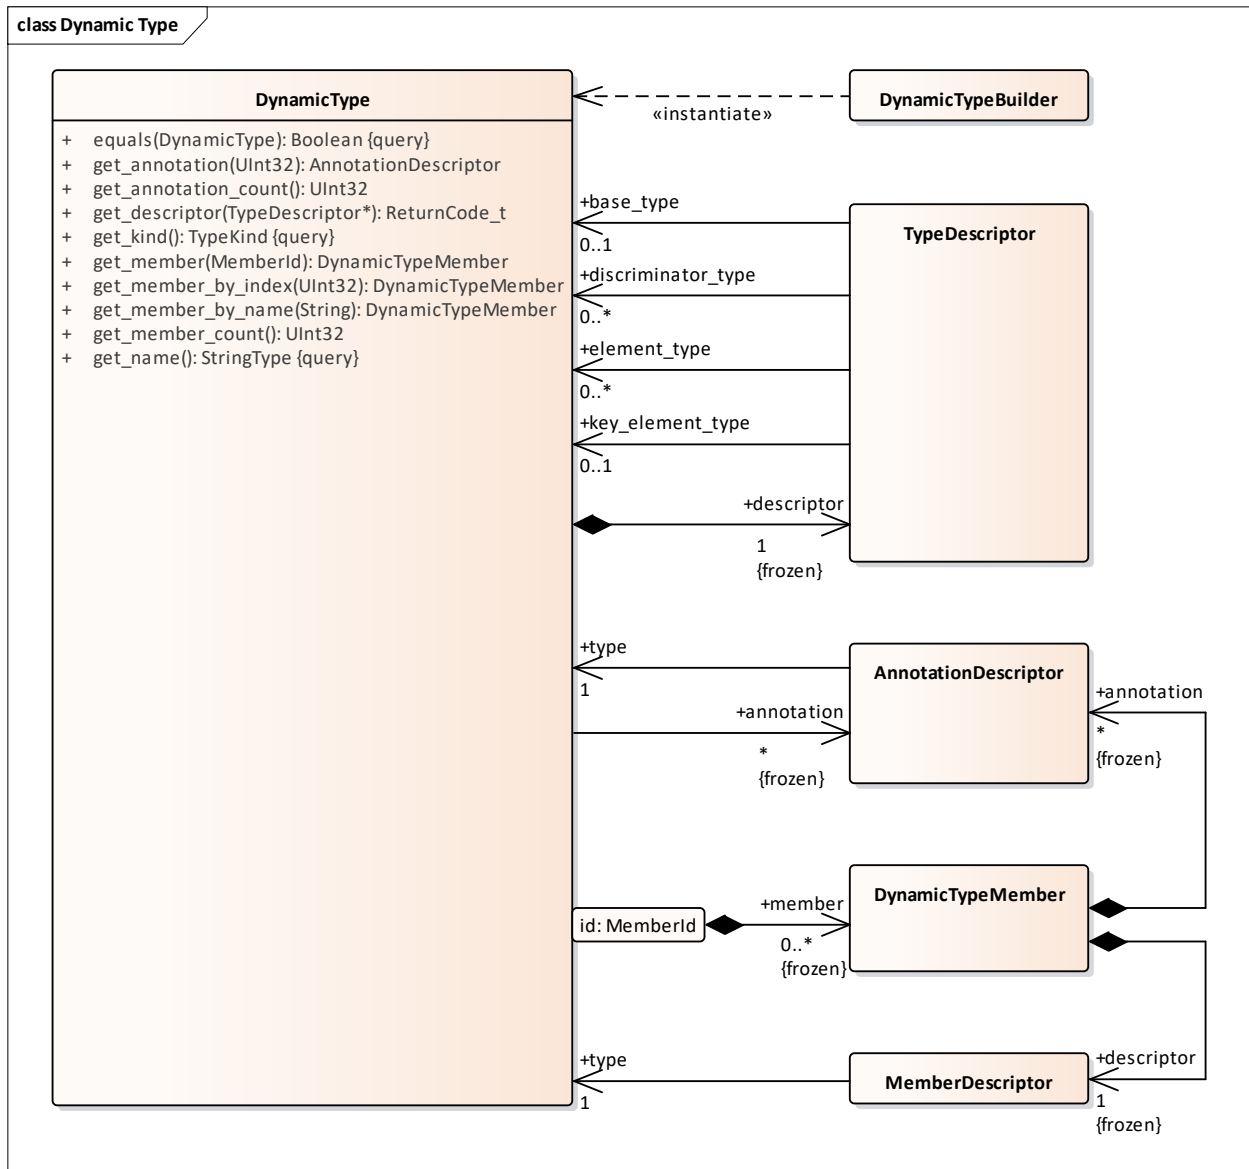 class Dynamic Type
DynamicType
+ equals(DynamicType): Boolean {query}
+ get_annotation(UInt32): AnnotationDescriptor
+ get_annotation_count(): UInt32
+ get_descriptor(TypeDescriptor*): ReturnCode_t
+ get_kind(): TypeKind {query}
+ get_member(MemberId): DynamicTypeMember
+ get_member_by_index(UInt32): DynamicTypeMember
+ get_member_by_name(String): DynamicTypeMember
+ get_member_count(): UInt32
+ get_name(): StringType {query}
DynamicTypeBuilder
«instantiate»
TypeDescriptor
+base_type
0..1
+discriminator_type
0..*
+element_type
0..*
+key_element_type
0..1
+descriptor
1
{frozen}
AnnotationDescriptor
+type
1
+annotation
*
{frozen}
+annotation
*
{frozen}
DynamicTypeMember
id: MemberId
+member
0..*
{frozen}
MemberDescriptor
+type
1
+descriptor
1
{frozen}